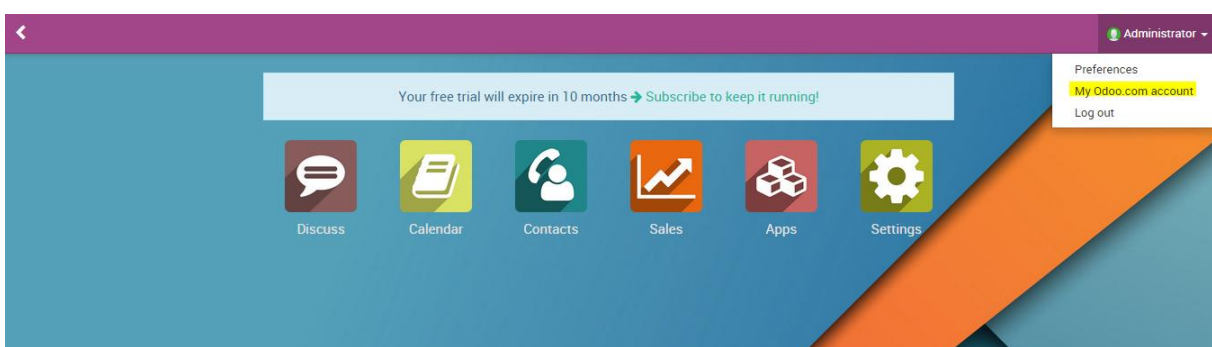 Administrator
Preferences
My Odoo.com account
Log out
Your free trial will expire in 10 months → Subscribe to keep it running!
Discuss
Calendar
Contacts
Sales
Apps
Settings